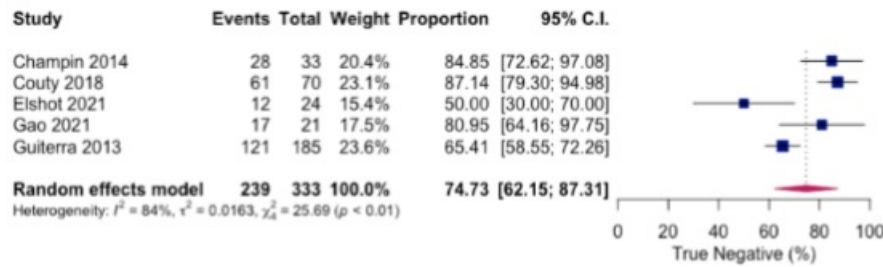 Study Events Total Weight Proportion 95% C.I.
Champin 2014 28 33 20.4% 84.85 [72.62; 97.08]
Couty 2018 61 70 23.1% 87.14 [79.30; 94.98]
Elshot 2021 12 24 15.4% 50.00 [30.00; 70.00]
Gao 2021 17 21 17.5% 80.95 [64.16; 97.75]
Guiterra 2013 121 185 23.6% 65.41 [58.55; 72.26]
Random effects model 239 333 100.0% 74.73 [62.15; 87.31]
Heterogeneity: I² = 84%, τ² = 0.0163, χ²₄ = 25.69 (p < 0.01)
0 20 40 60 80 100
True Negative (%)